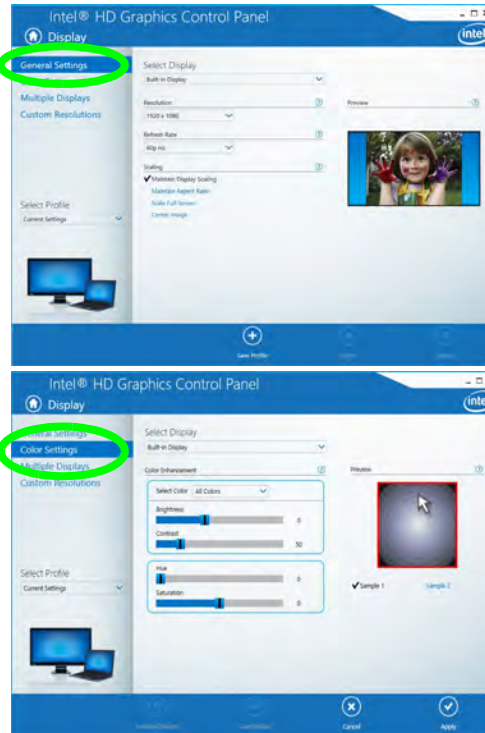 Intel® HD Graphics Control Panel
Display
intel
General Settings
Multiple Displays
Custom Resolutions
Select Profile
Current Settings
Select Display
Built-in Display
Resolution
1920 x 1080
Refresh Rate
60p Hz
Scaling
Maintain Display Scaling
Maintain Aspect Ratio
Scale Full Screen
Center Image
Preview
Save Profile
Intel® HD Graphics Control Panel
Display
General Settings
Color Settings
Multiple Displays
Custom Resolutions
Select Profile
Current Settings
Select Display
Built-in Display
Color Enhancement
Select Color All Colors
Brightness
0
Contrast
50
Hue
0
Saturation
0
Preview
Sample 1 Sample 2
Cancel Apply